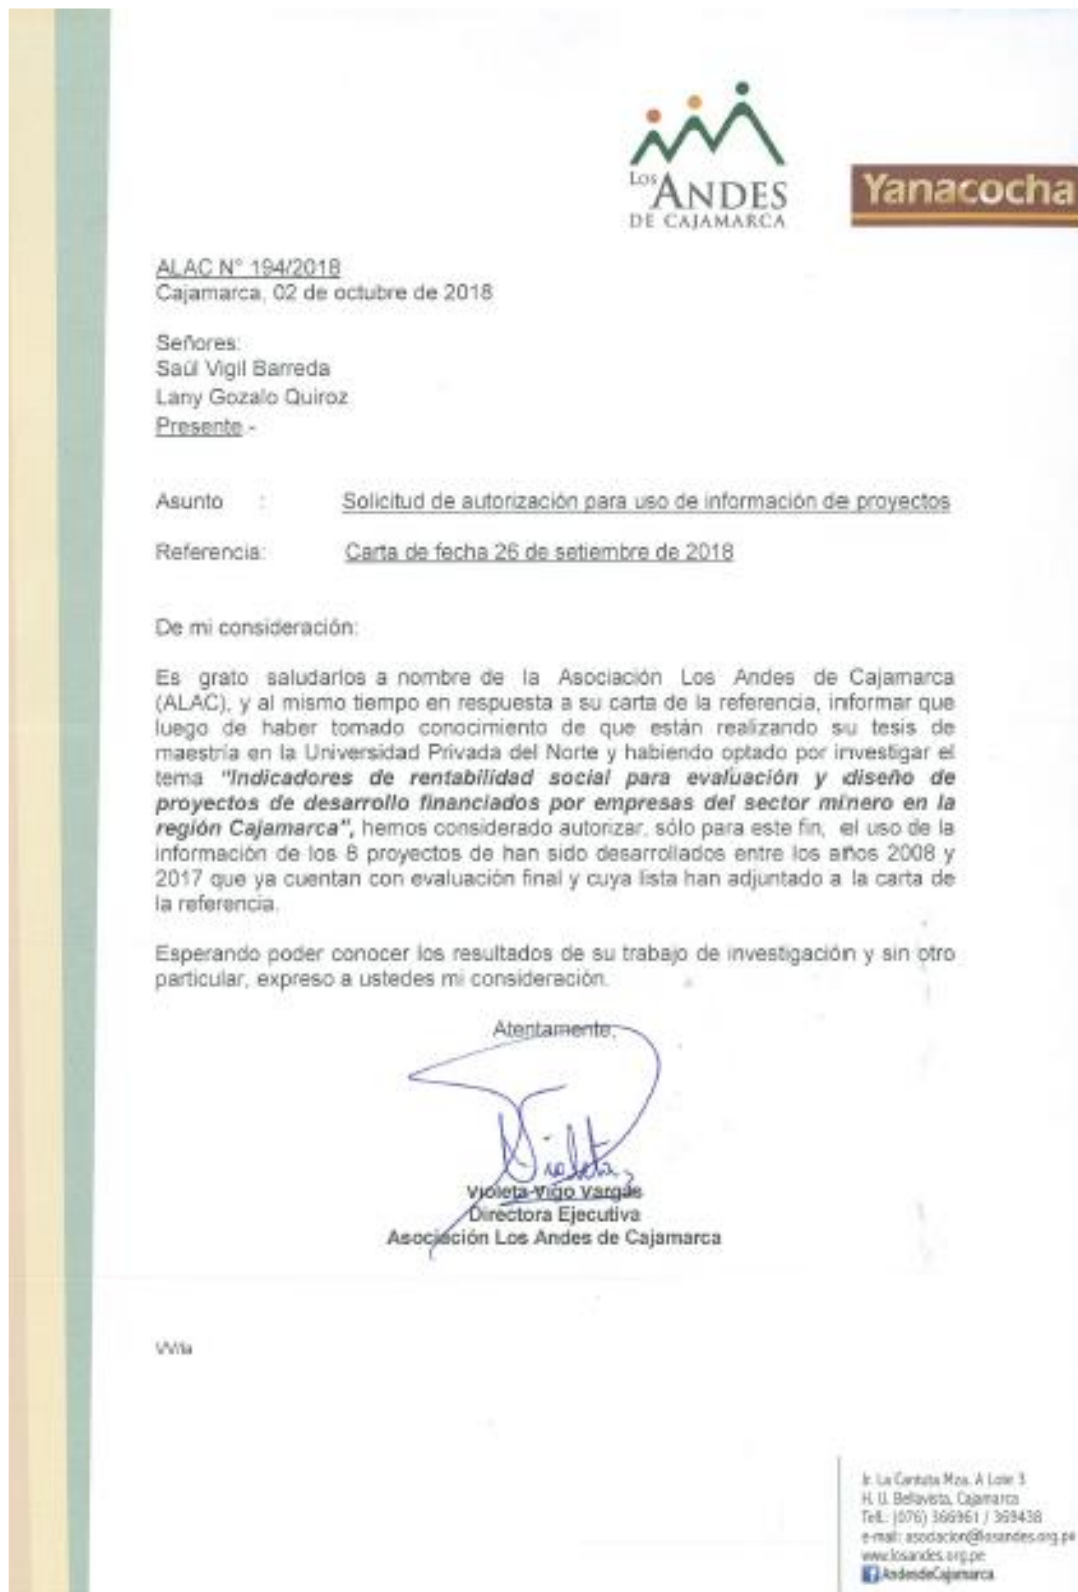 Los ANDES
DE CAJAMARCA
Yanacocha
ALAC N° 194/2018
Cajamarca, 02 de octubre de 2018
Señores:
Saúl Vigil Barreda
Lany Gozalo Quiroz
Presente.-
Asunto : Solicitud de autorización para uso de información de proyectos
Referencia: Carta de fecha 26 de setiembre de 2018
De mi consideración:
Es grato saludarlos a nombre de la Asociación Los Andes de Cajamarca
(ALAC), y al mismo tiempo en respuesta a su carta de la referencia, informar que
luego de haber tomado conocimiento de que están realizando su tesis de
maestría en la Universidad Privada del Norte y habiendo optado por investigar el
tema "Indicadores de rentabilidad social para evaluación y diseño de
proyectos de desarrollo financiados por empresas del sector minero en la
región Cajamarca", hemos considerado autorizar, sólo para este fin, el uso de la
información de los proyectos de han sido desarrollados entre los años 2008 y
2017 que ya cuentan con evaluación final y cuya lista han adjuntado a la carta de
la referencia.
Esperando poder conocer los resultados de su trabajo de investigación y sin otro
particular, expreso a ustedes mi consideración.
Atentamente,
Violeta
Violeta Vigo Vargas
Directora Ejecutiva
Asociación Los Andes de Cajamarca
Jr. La Cantuta Mza. A Lote 3
H. U. Bellavista, Cajamarca
Telf.: (076) 366961 / 369438
e-mail: asociacion@losandes.org.pe
www.losandes.org.pe
AndesdeCajamarca